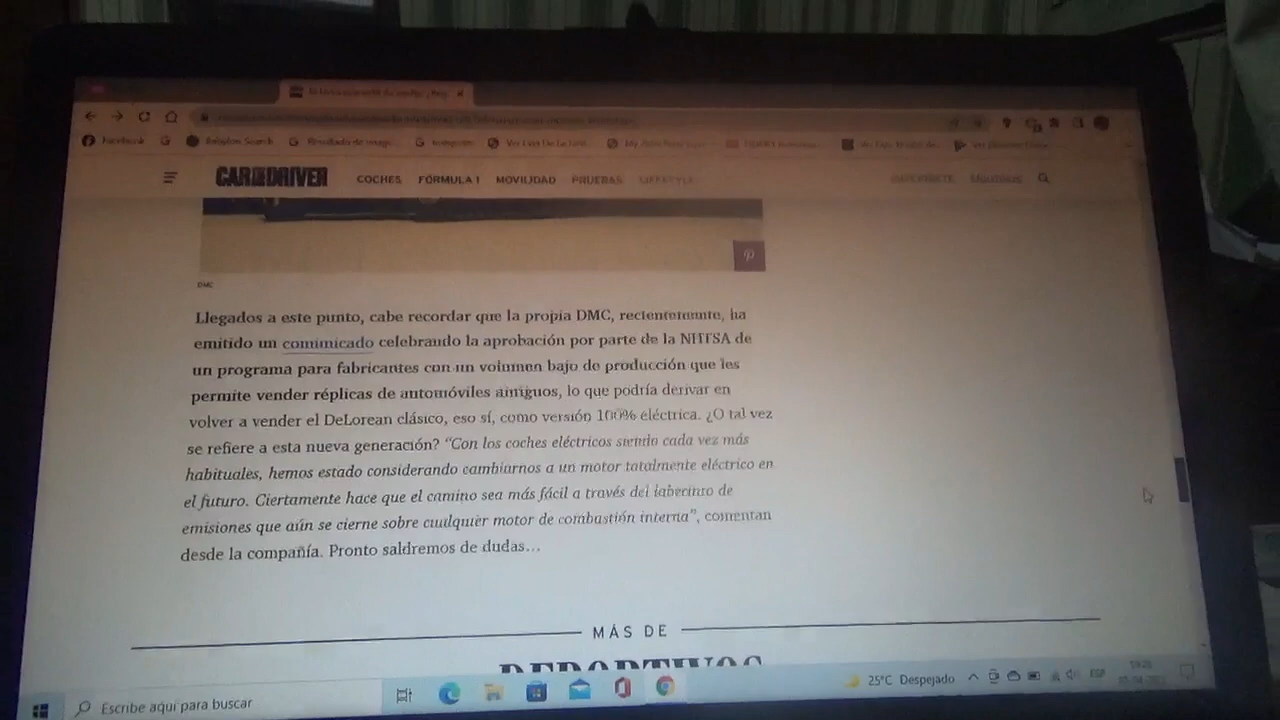 Facebook
CAR AND DRIVER COCHES FÓRMULA 1 MOVILIDAD PRUEBAS LIFESTYLE
DMC
Llegados a este punto, cabe recordar que la propia DMC, recientemente, ha
emitido un comunicado celebrando la aprobación por parte de la NHTSA de
un programa para fabricantes con un volumen bajo de producción que les
permite vender réplicas de automóviles antiguos, lo que podría derivar en
volver a vender el DeLorean clásico, eso sí, como versión 100% eléctrica. ¿O tal vez
se refiere a esta nueva generación? “Con los coches eléctricos siendo cada vez más
habituales, hemos estado considerando cambiarnos a un motor totalmente eléctrico en
el futuro. Ciertamente hace que el camino sea más fácil a través del laberinto de
emisiones que aún se cierne sobre cualquier motor de combustión interna”, comentan
desde la compañía. Pronto saldremos de dudas...
MÁS DE
DEPORTIVOS
Escribe aquí para buscar
25°C Despejado
ESP